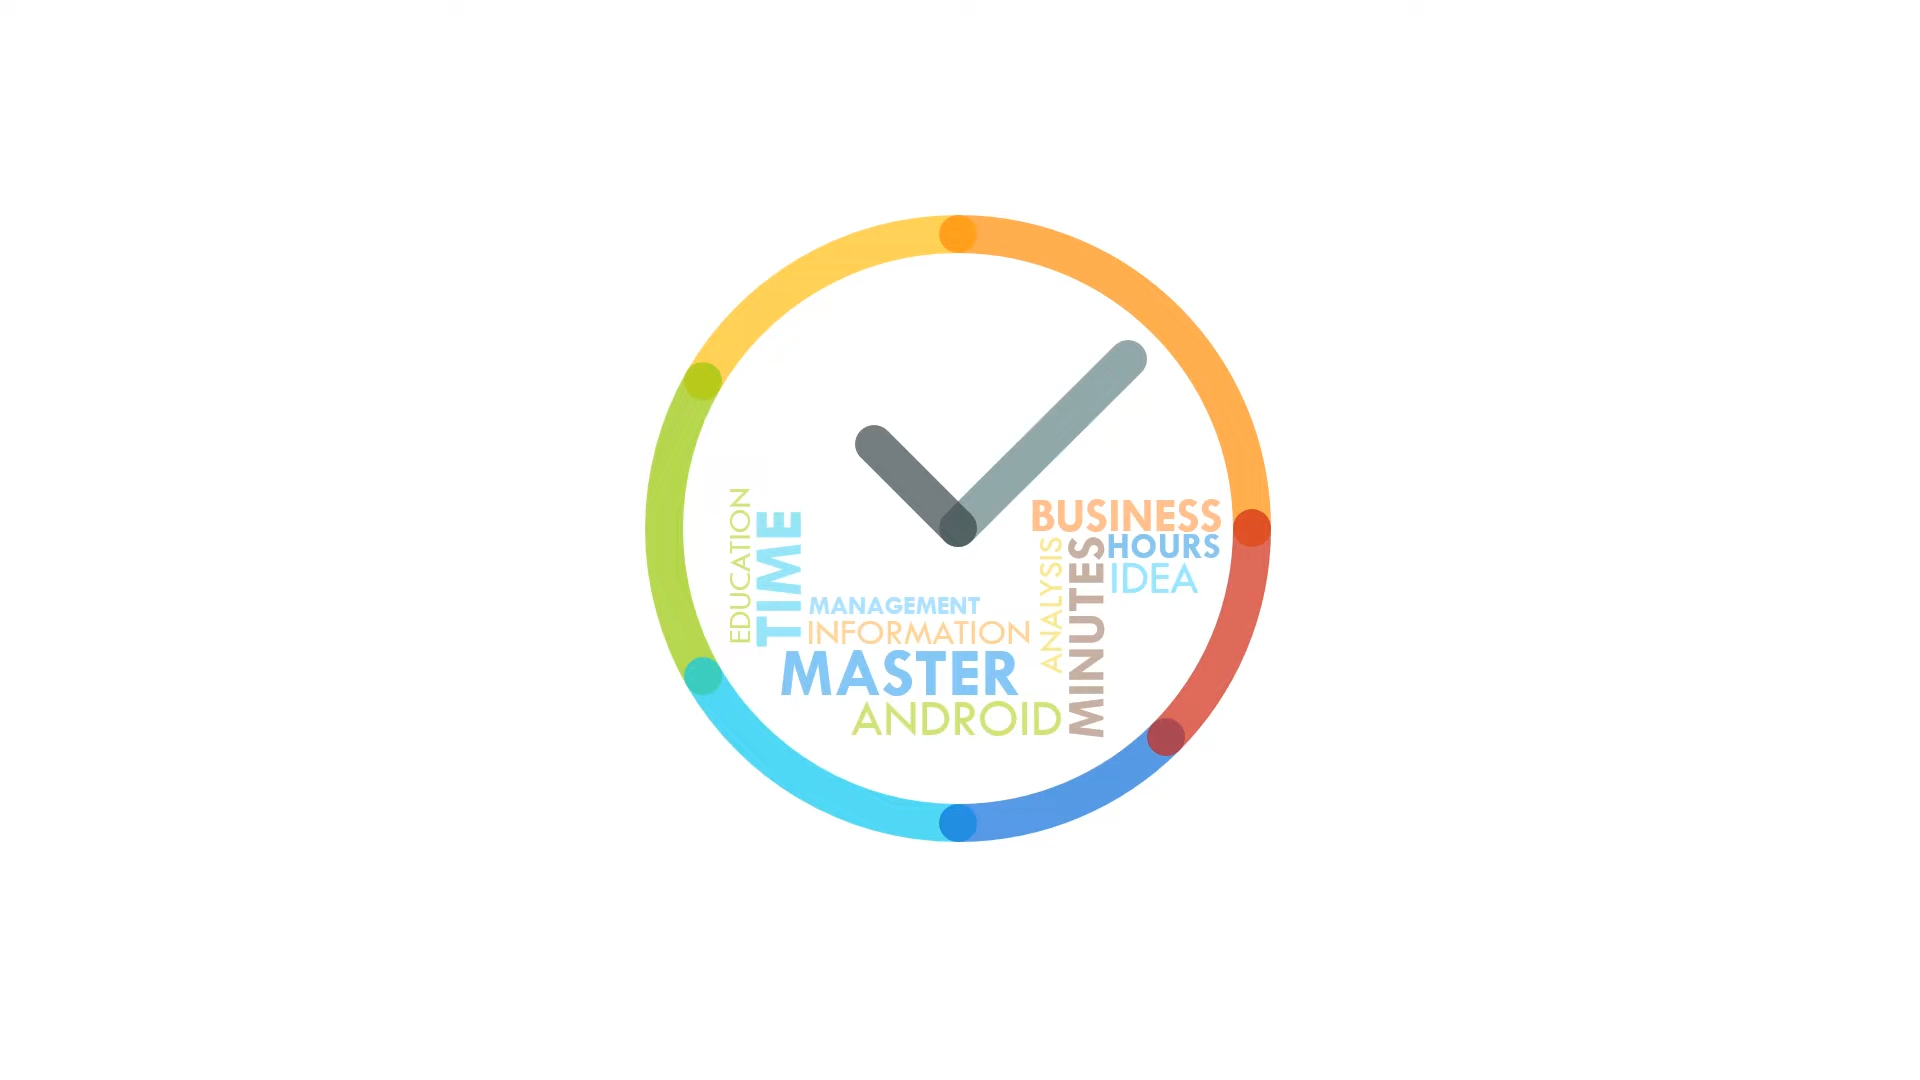 EDUCATION
TIME
MANAGEMENT
INFORMATION
MASTER
ANDROID
ANALYSIS
MINUTES
BUSINESS
HOURS
IDEA